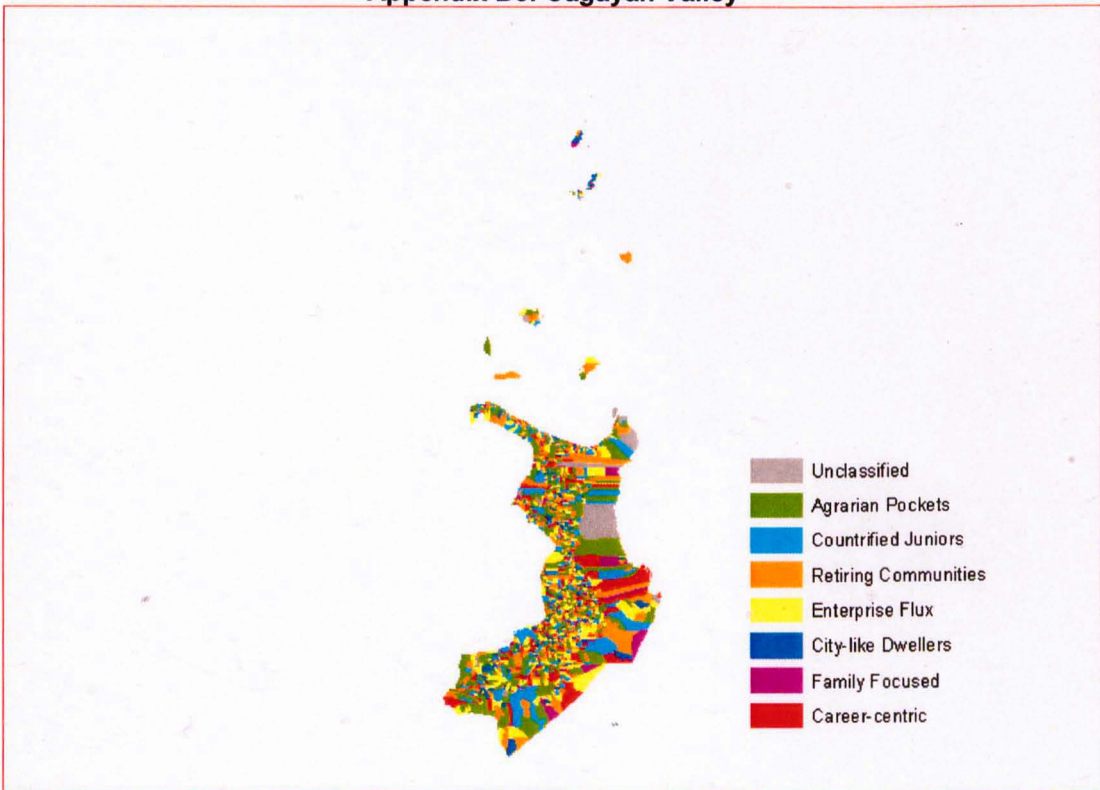 Unclassified
Agrarian Pockets
Countrified Juniors
Retiring Communities
Enterprise Flux
City-like Dwellers
Family Focused
Career-centric